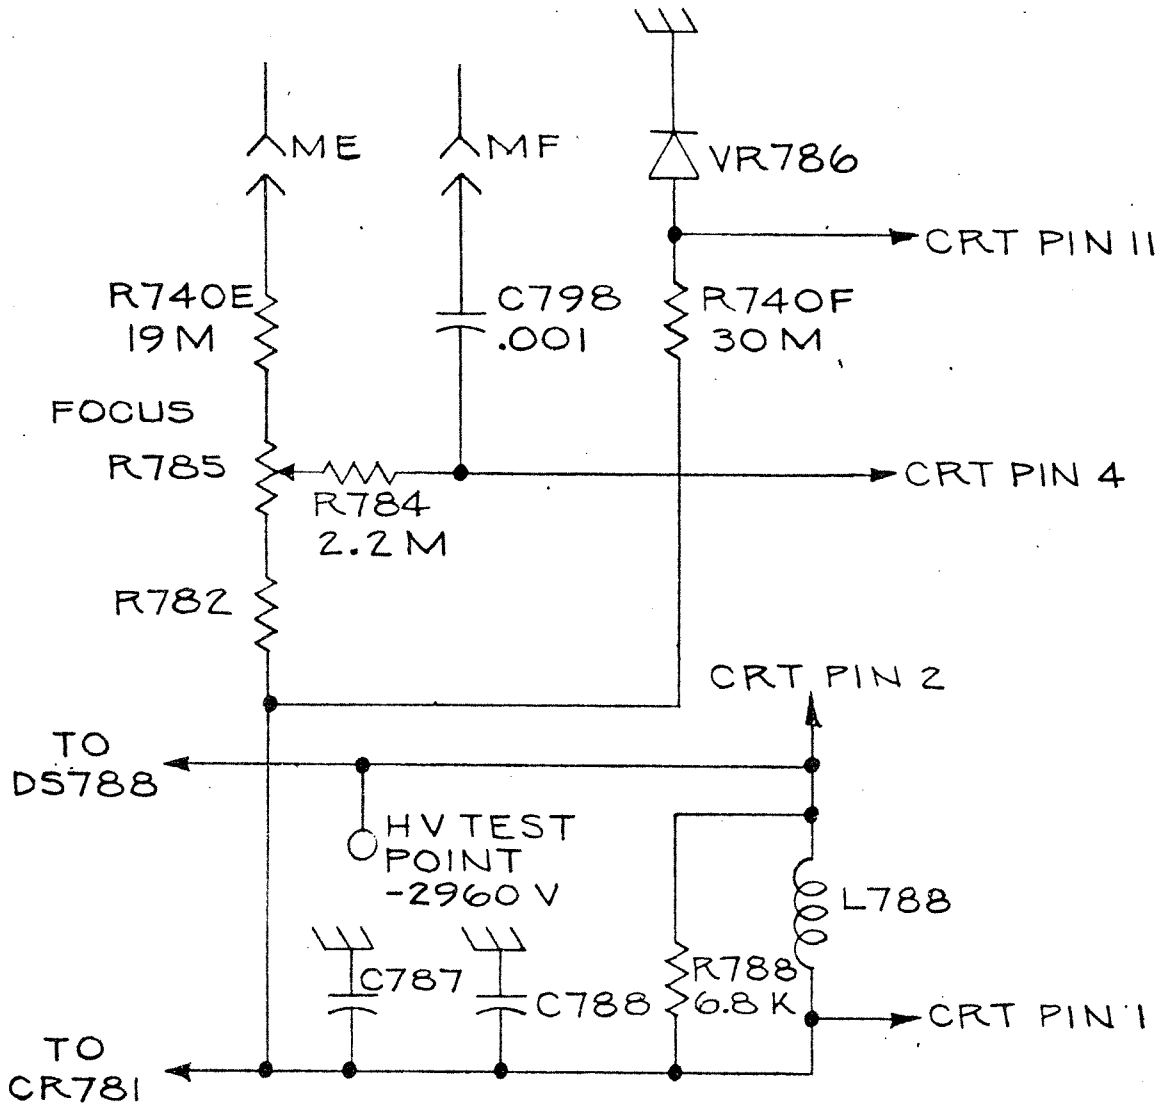 ME
MF
VR786
CRT PIN 11
R740E
19 M
C798
.001
R740F
30 M
FOCUS
R785
R784
2.2 M
CRT PIN 4
R782
CRT PIN 2
TO
DS788
HV TEST
POINT
-2960 V
L788
C787
C788
R788
6.8 K
CRT PIN 1
TO
CR781